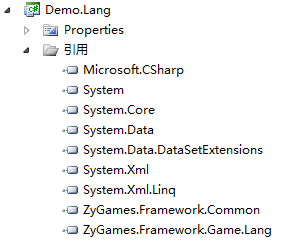 Demo.Lang
Properties
引用
Microsoft.CSharp
System
System.Core
System.Data
System.Data.DataSetExtensions
System.Xml
System.Xml.Linq
ZyGames.Framework.Common
ZyGames.Framework.Game.Lang